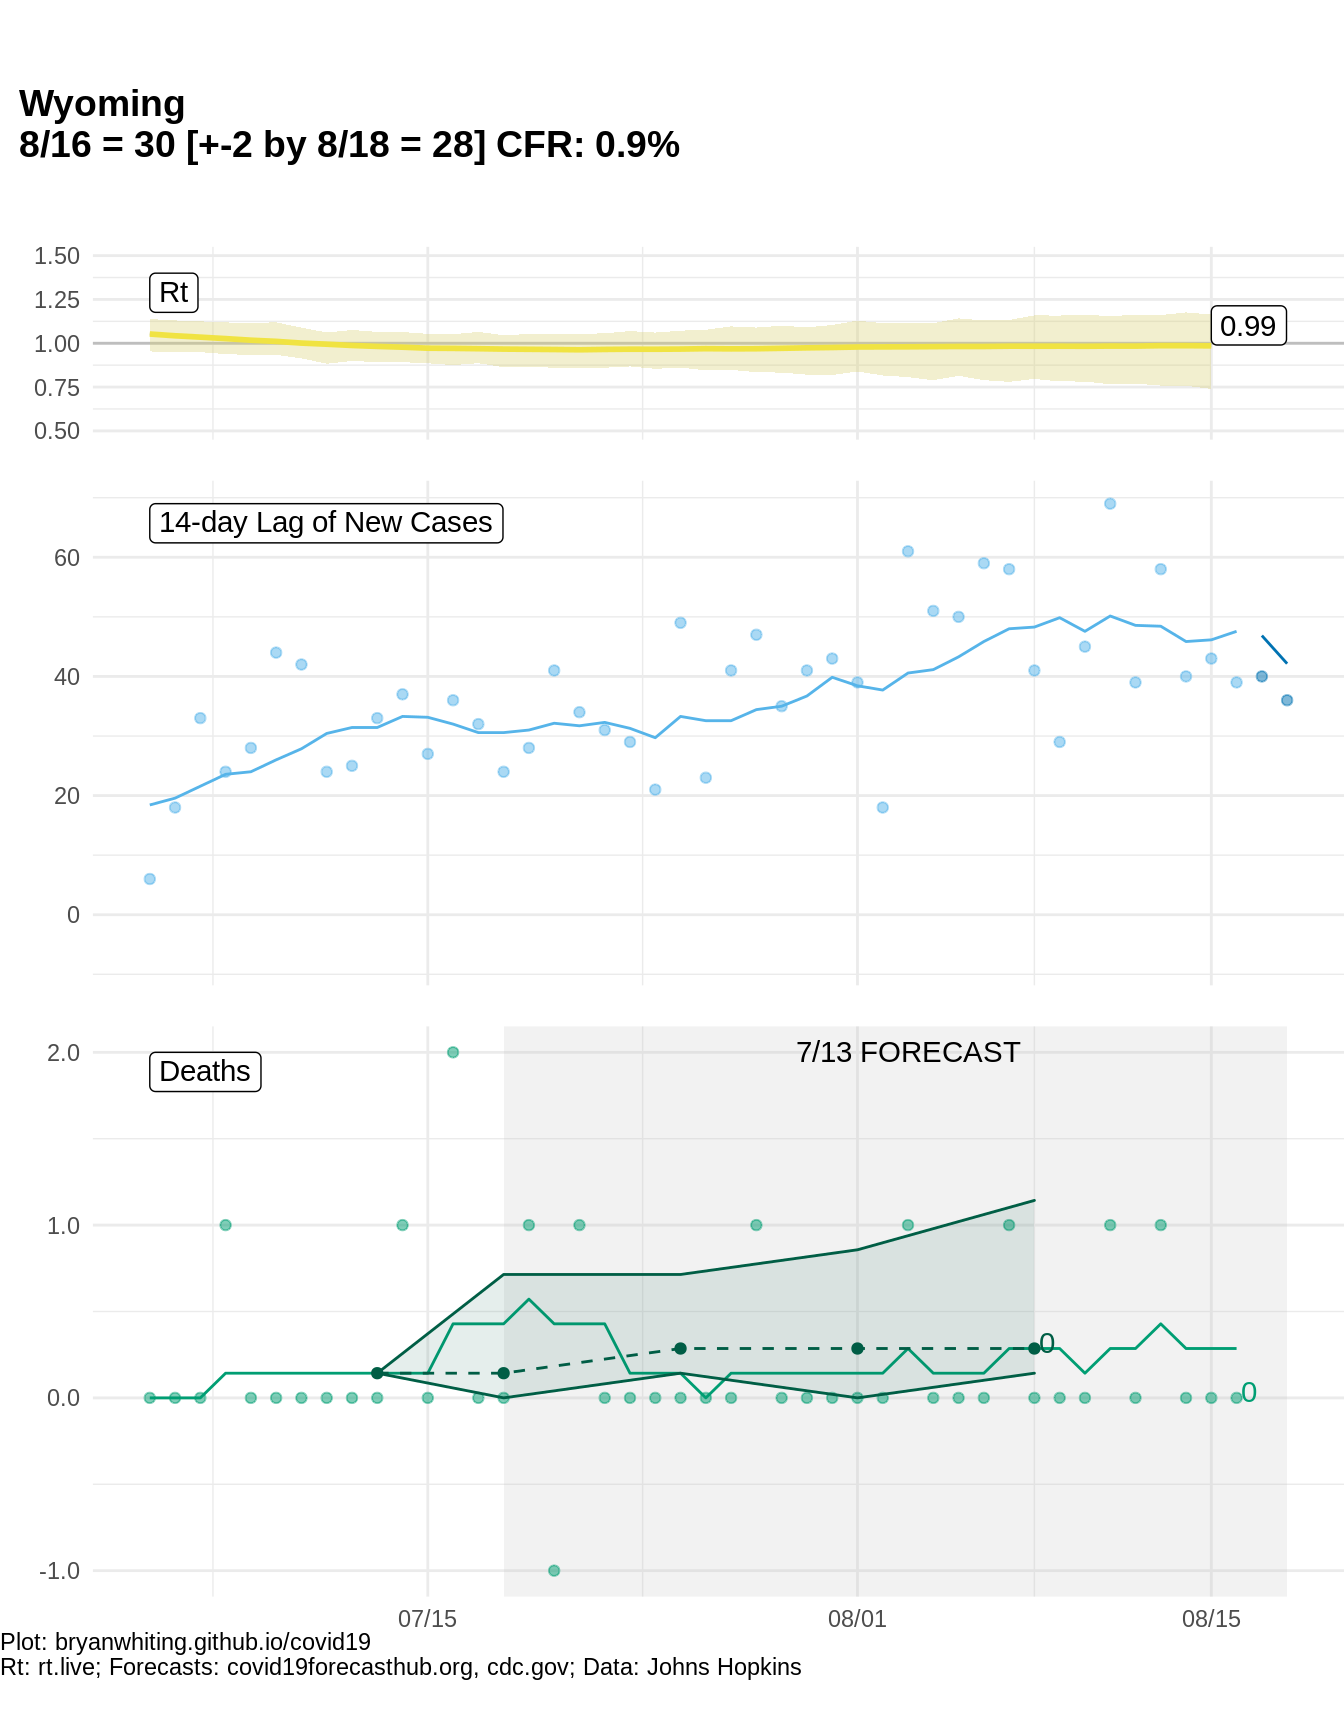 Wyoming
8/16 = 30 [+-2 by 8/18 = 28] CFR: 0.9%
1.50
Rt
1.25
0.99
1.00
0.75
0.50
14-day Lag of New Cases
60
40
20
0
2.0
7/13 FORECAST
Deaths
1.0
0
0.0
0
-1.0
07/15
08/01
08/15
Plot: bryanwhiting.github.io/covid19
Rt: rt.live; Forecasts: covid19forecasthub.org, cdc.gov; Data: Johns Hopkins